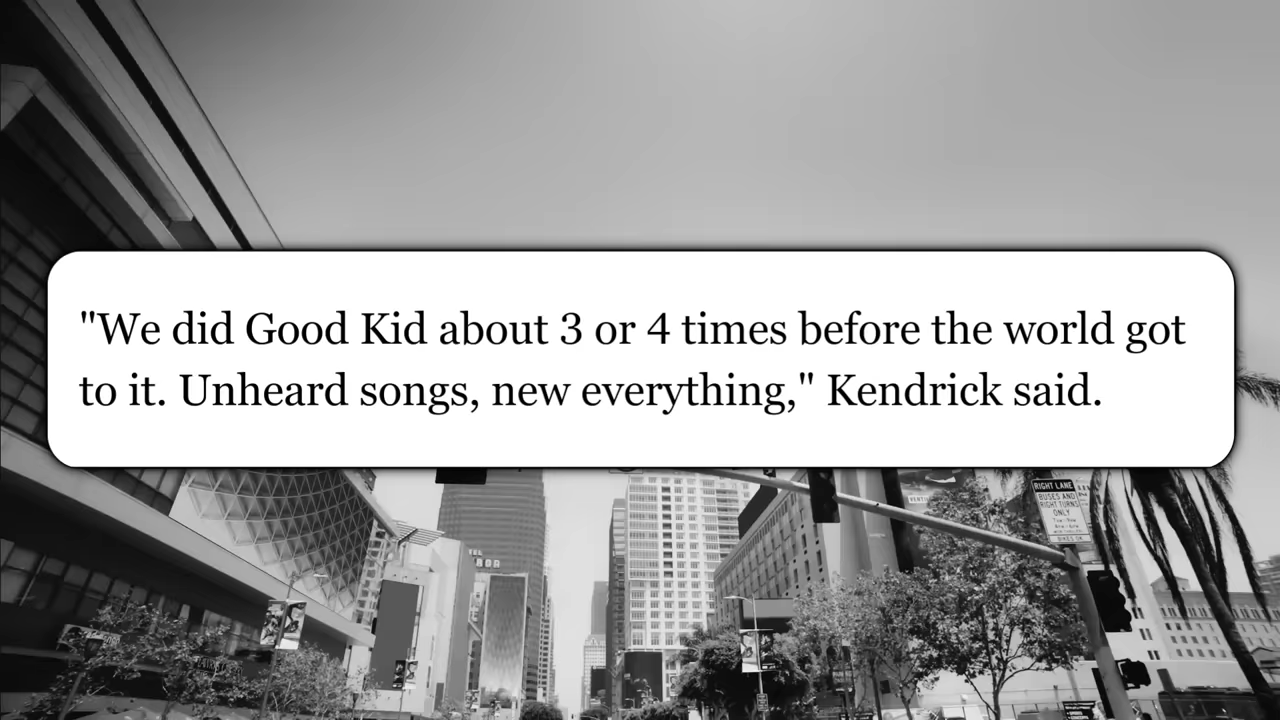 "We did Good Kid about 3 or 4 times before the world got
to it. Unheard songs, new everything," Kendrick said.
RIGHT LANE
BUSES AND
RIGHT TURNS
ONLY